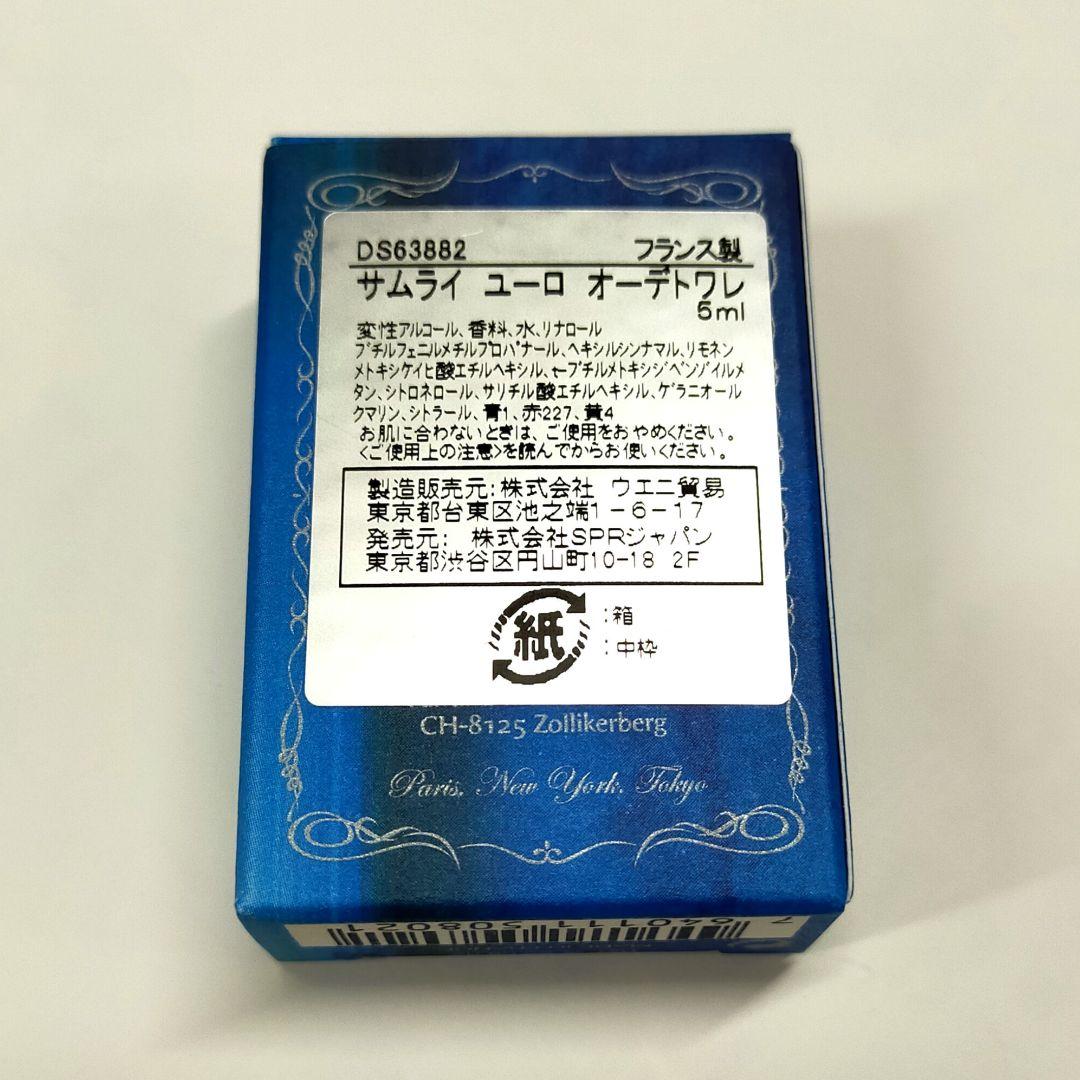 DS63882 フランス製
サムライ ユーロ オーデトワレ
5ml
変性アルコール、香料、水、リナロール
ブチルフェニルメチルプロパナール、ヘキシルシンナマル、リモネン
メトキシケイヒ酸エチルヘキシル、t-ブチルメトキシジベンゾイルメ
タン、シトロネロール、サリチル酸エチルヘキシル、ゲラニオール
クマリン、シトラール、青1、赤227、黄4
お肌に合わないときは、ご使用をおやめください。
<ご使用上の注意>を読んでからお使いください。
製造販売元:株式会社 ウエニ貿易
東京都台東区池之端1-6-17
発売元: 株式会社SPRジャパン
東京都渋谷区円山町10-18 2F
紙 :箱
:中枠
CH-8125 Zollikerberg
Paris, New York, Tokyo